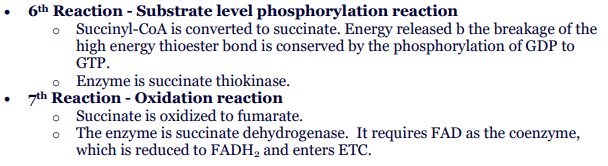 • 6th Reaction - Substrate level phosphorylation reaction
o Succinyl-CoA is converted to succinate. Energy released b the breakage of the
high energy thioester bond is conserved by the phosphorylation of GDP to
GTP.
o Enzyme is succinate thiokinase.
• 7th Reaction - Oxidation reaction
o Succinate is oxidized to fumarate.
o The enzyme is succinate dehydrogenase. It requires FAD as the coenzyme,
which is reduced to FADH₂ and enters ETC.